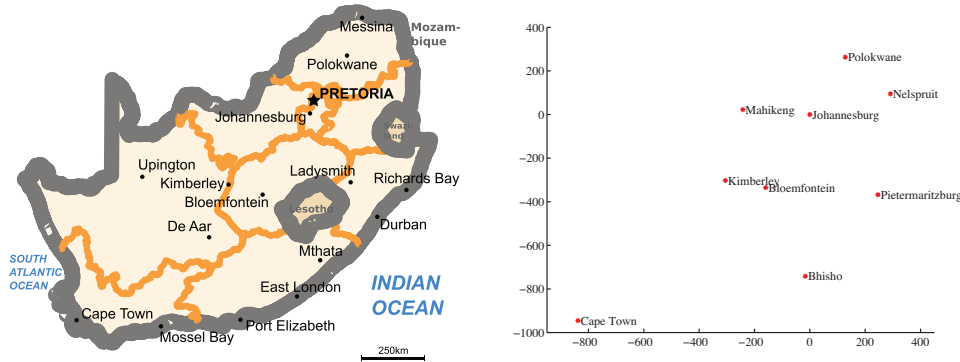 Messina
Mozam-
bique
Polokwane
PRETORIA
Johannesburg
Swazi-
land
Upington
Ladysmith
Kimberley
Richards Bay
Bloemfontein
Lesotho
De Aar
Durban
Mthata
SOUTH
ATLANTIC
OCEAN
INDIAN
OCEAN
East London
Cape Town
Port Elizabeth
Mossel Bay
250km
400
200
0
−200
−400
−600
−800
−1000
Polokwane
Nelspruit
Mahikeng
Johannesburg
Kimberley
Bloemfontein
Pietermaritzburg
Bhisho
Cape Town
−800
−600
−400
−200
0
200
400